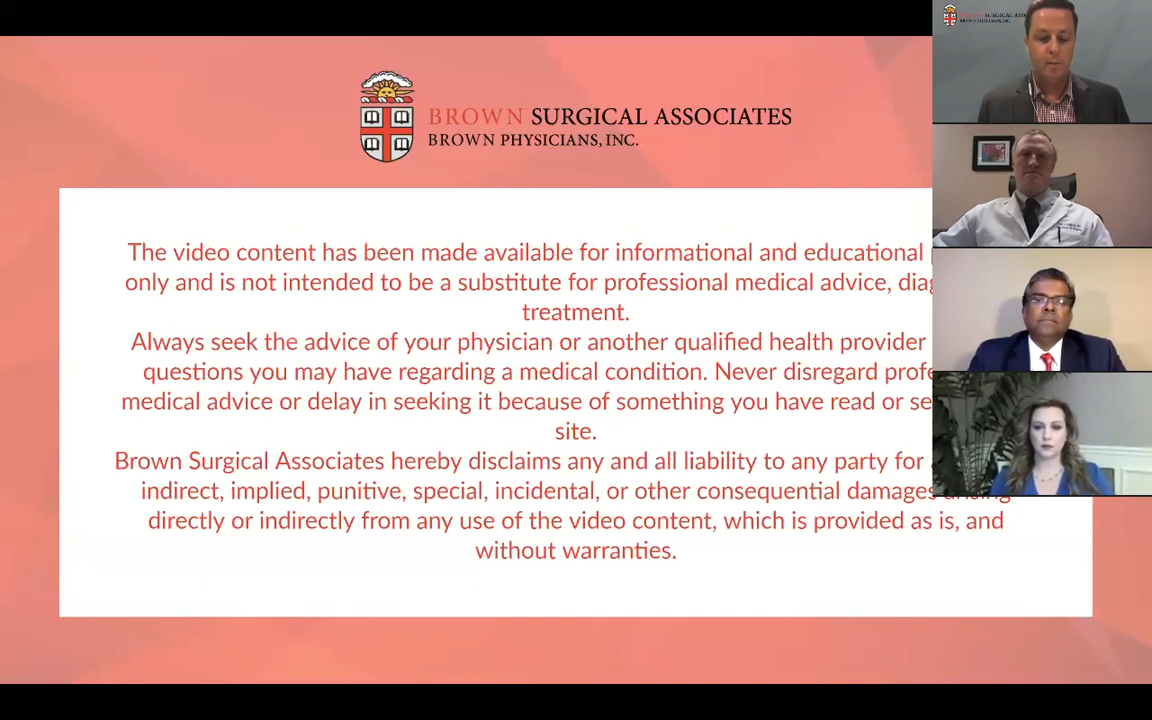 BROWN SURGICAL ASSOCIATES
BROWN PHYSICIANS, INC.
The video content has been made available for informational and educational
only and is not intended to be a substitute for professional medical advice,
treatment.
Always seek the advice of your physician or another qualified health provider
questions you may have regarding a medical condition. Never disregard
medical advice or delay in seeking it because of something you have read or
site.
Brown Surgical Associates hereby disclaims any and all liability to any party for
indirect, implied, punitive, special, incidental, or other consequential damages arising
directly or indirectly from any use of the video content, which is provided as is, and
without warranties.